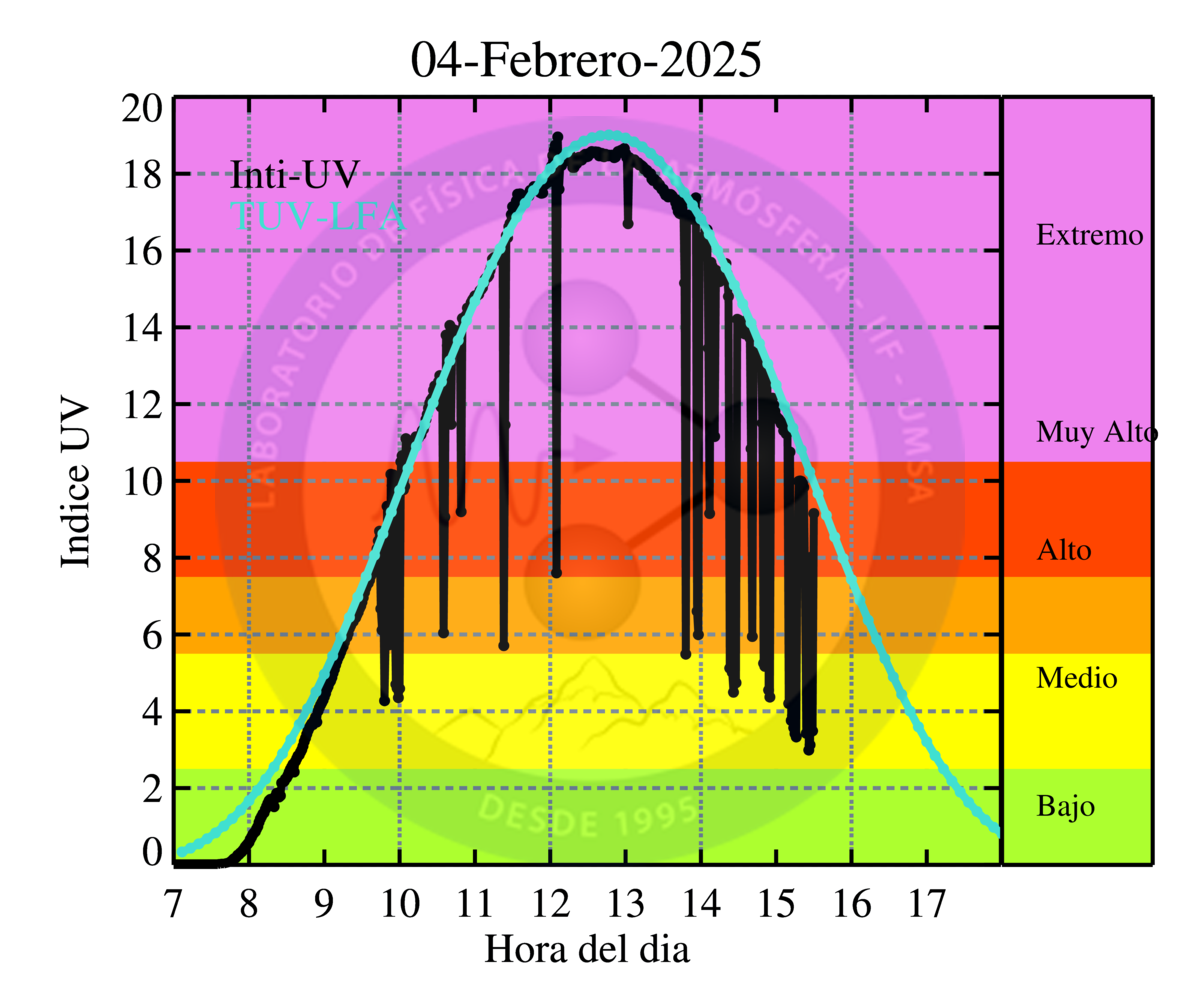 04-Febrero-2025
Indice UV
20
18
16
14
12
10
8
6
4
2
0
Inti-UV
TUV-LFA
LABORATORIO DE FÍSICA DE LA ATMÓSFERA - IIF - UMSA
DESDE 1995
Extremo
Muy Alto
Alto
Medio
Bajo
7 8 9 10 11 12 13 14 15 16 17
Hora del dia